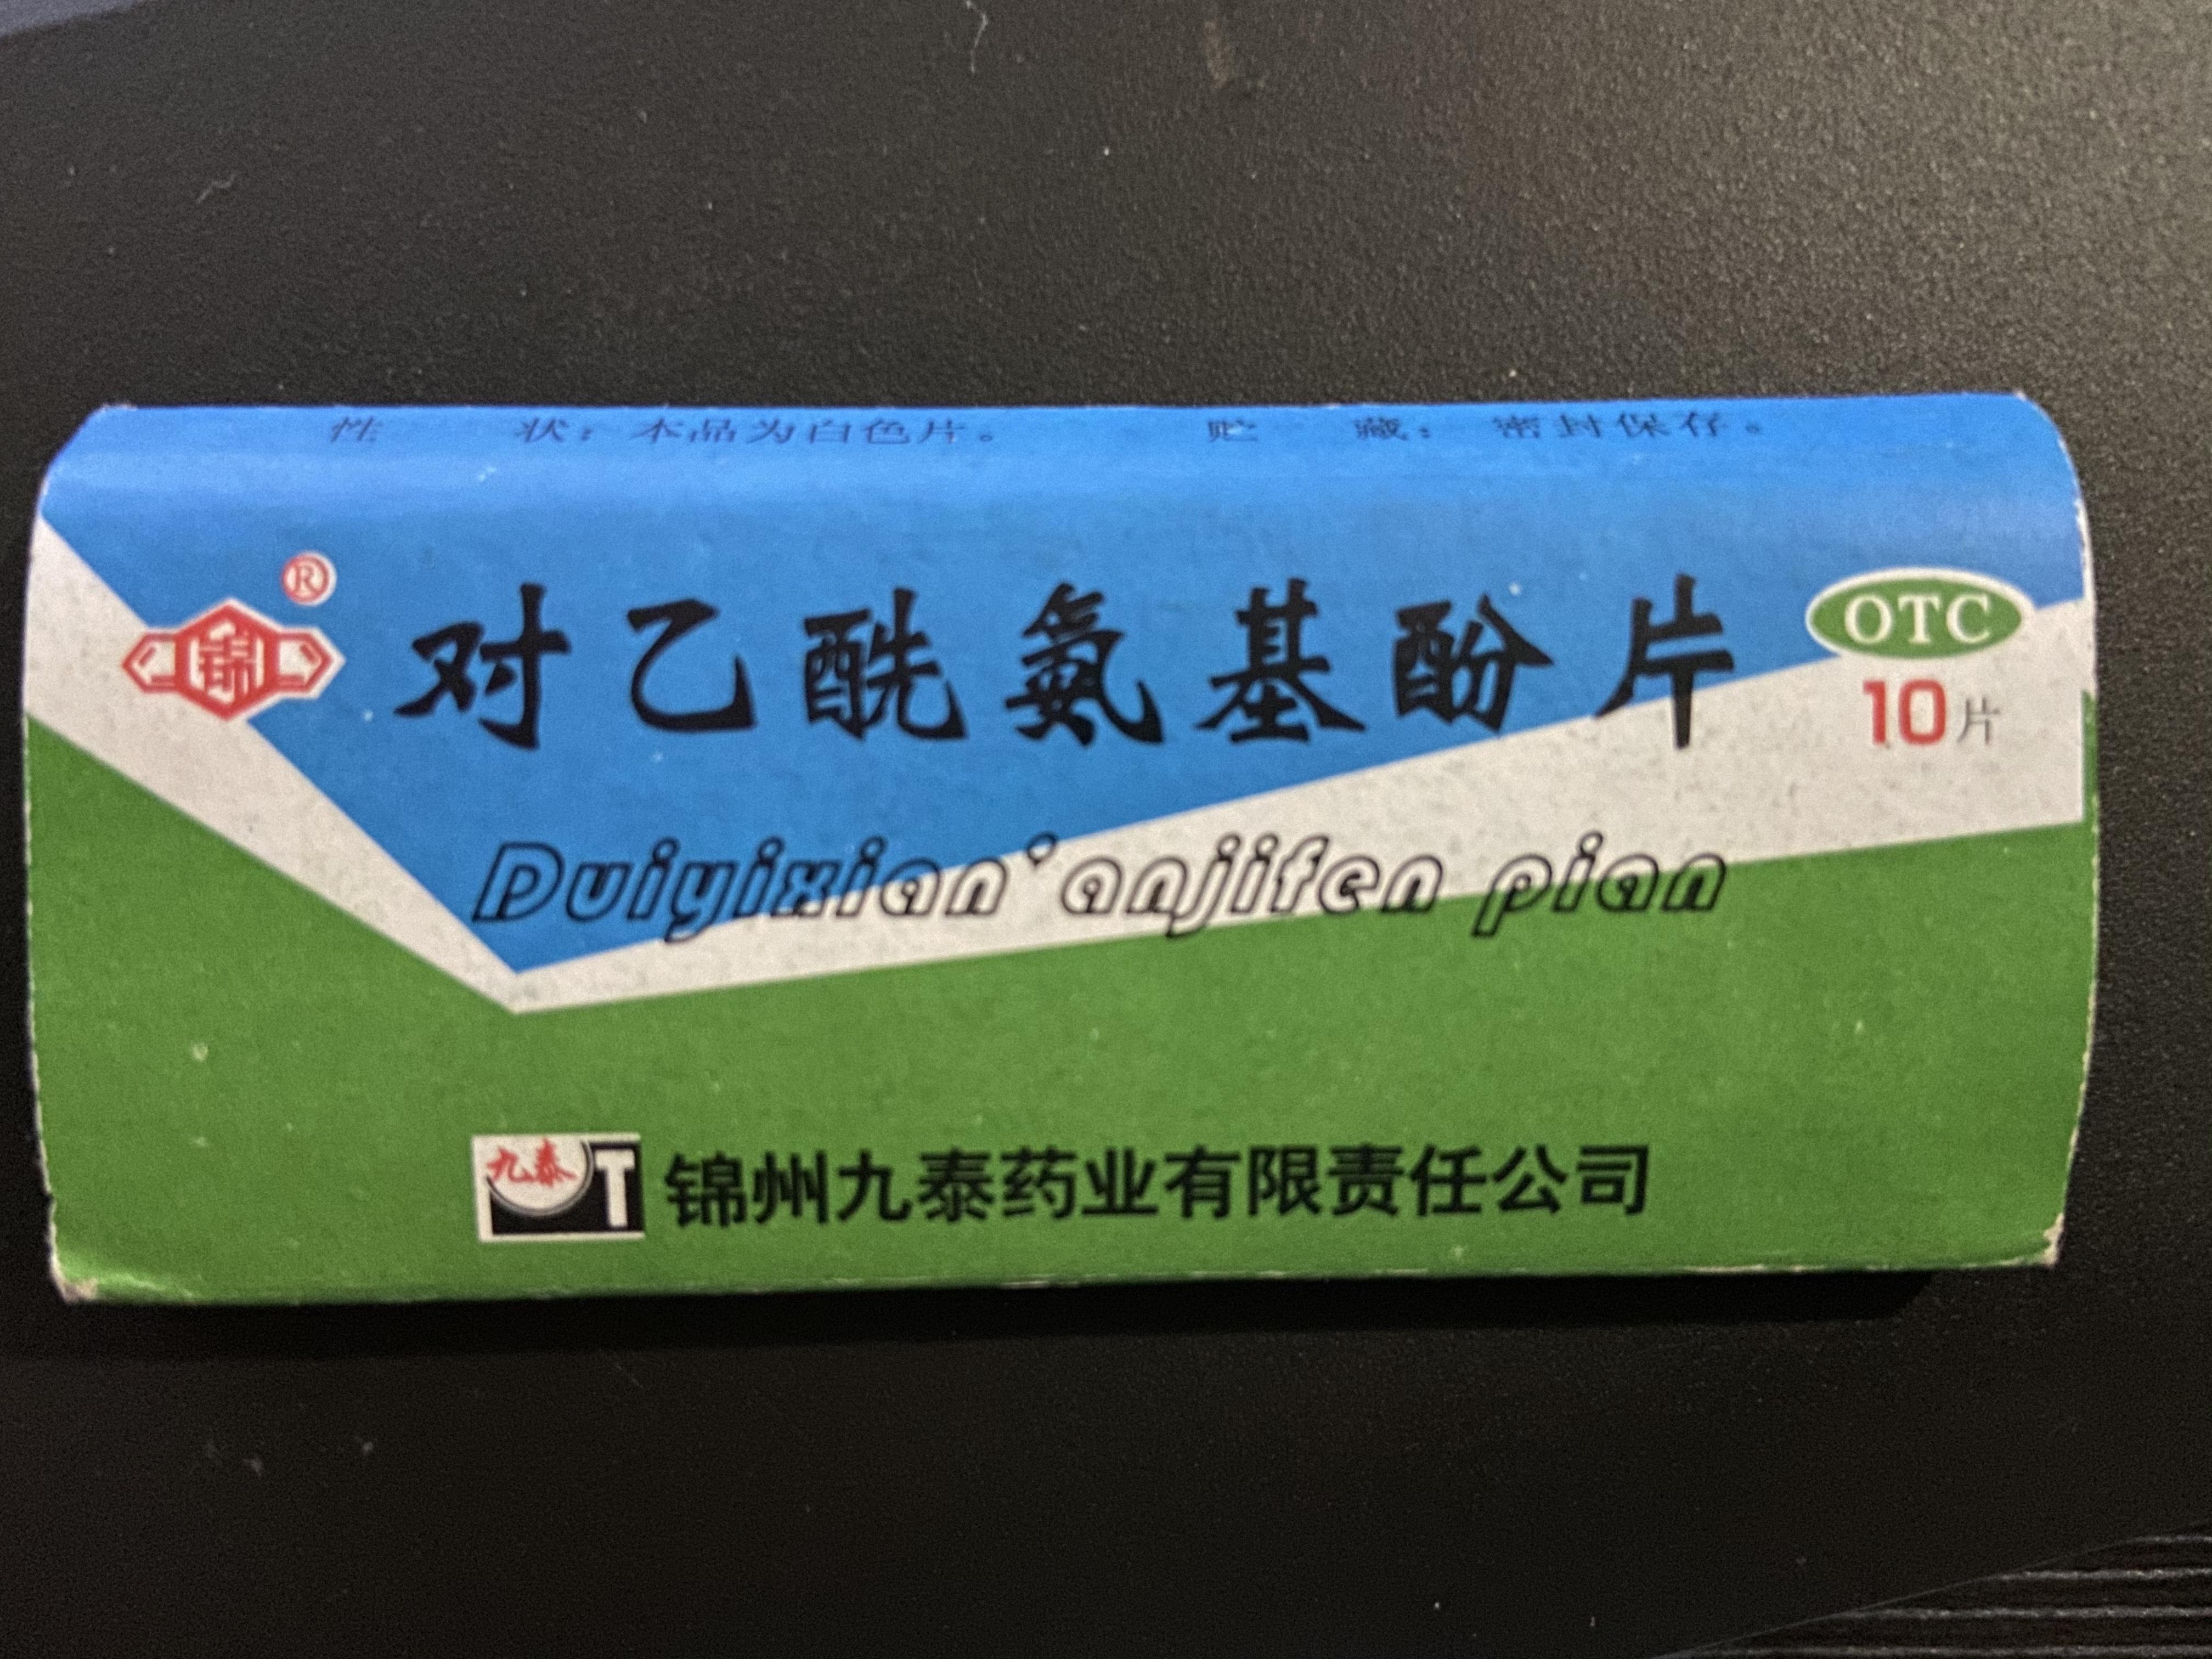 性 状：本品为白色片。 贮 藏： 密封保存。
®
锦
对乙酰氨基酚片
OTC
10片
Duiyixian'anjifen pian
九泰
T
锦州九泰药业有限责任公司